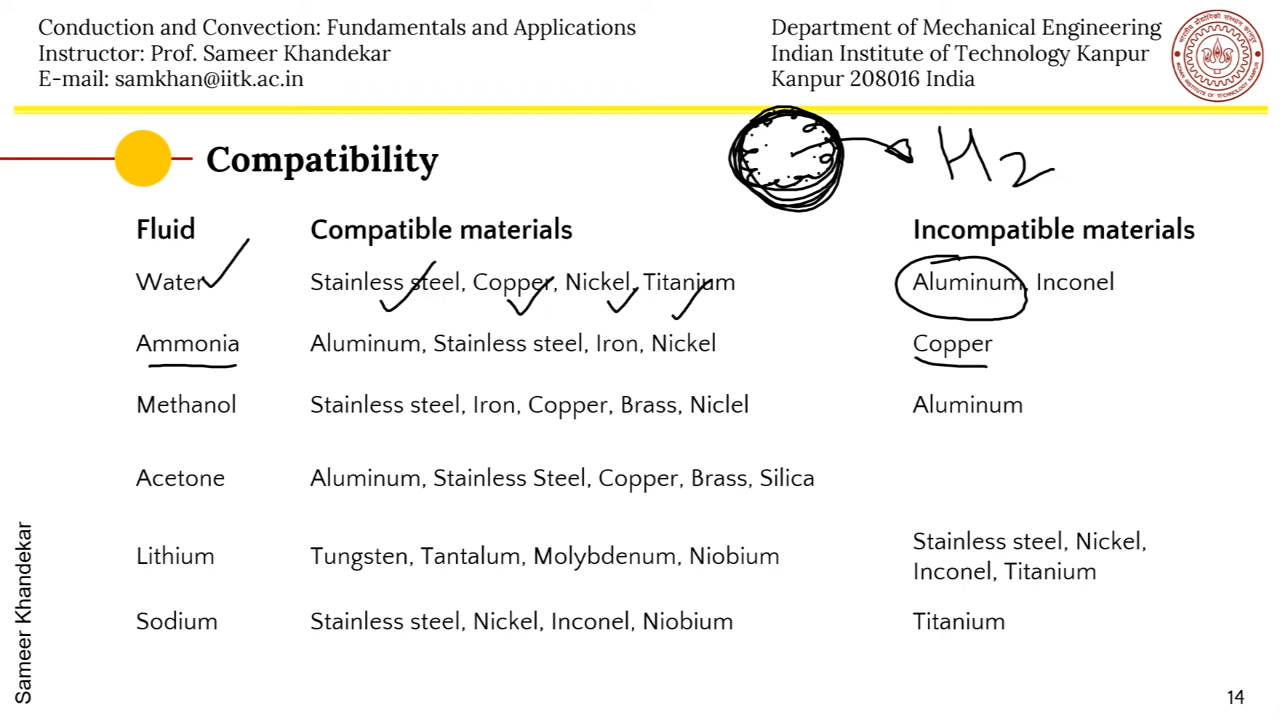 Conduction and Convection: Fundamentals and Applications
Instructor: Prof. Sameer Khandekar
E-mail: samkhan@iitk.ac.in
Department of Mechanical Engineering
Indian Institute of Technology Kanpur
Kanpur 208016 India
Compatibility
H2
Fluid Compatible materials Incompatible materials
Water Stainless steel, Copper, Nickel, Titanium Aluminum, Inconel
Ammonia Aluminum, Stainless steel, Iron, Nickel Copper
Methanol Stainless steel, Iron, Copper, Brass, Niclel Aluminum
Acetone Aluminum, Stainless Steel, Copper, Brass, Silica
Lithium Tungsten, Tantalum, Molybdenum, Niobium Stainless steel, Nickel,
Inconel, Titanium
Sodium Stainless steel, Nickel, Inconel, Niobium Titanium
Sameer Khandekar
14